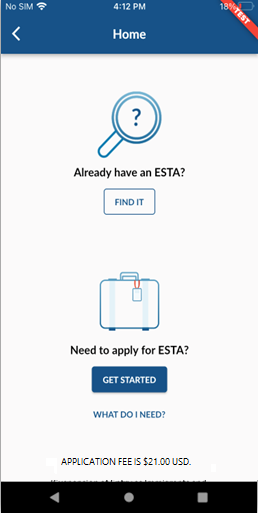 No SIM 4:12 PM 18%
TEST
Home
?
Already have an ESTA?
FIND IT
Need to apply for ESTA?
GET STARTED
WHAT DO I NEED?
APPLICATION FEE IS $21.00 USD.